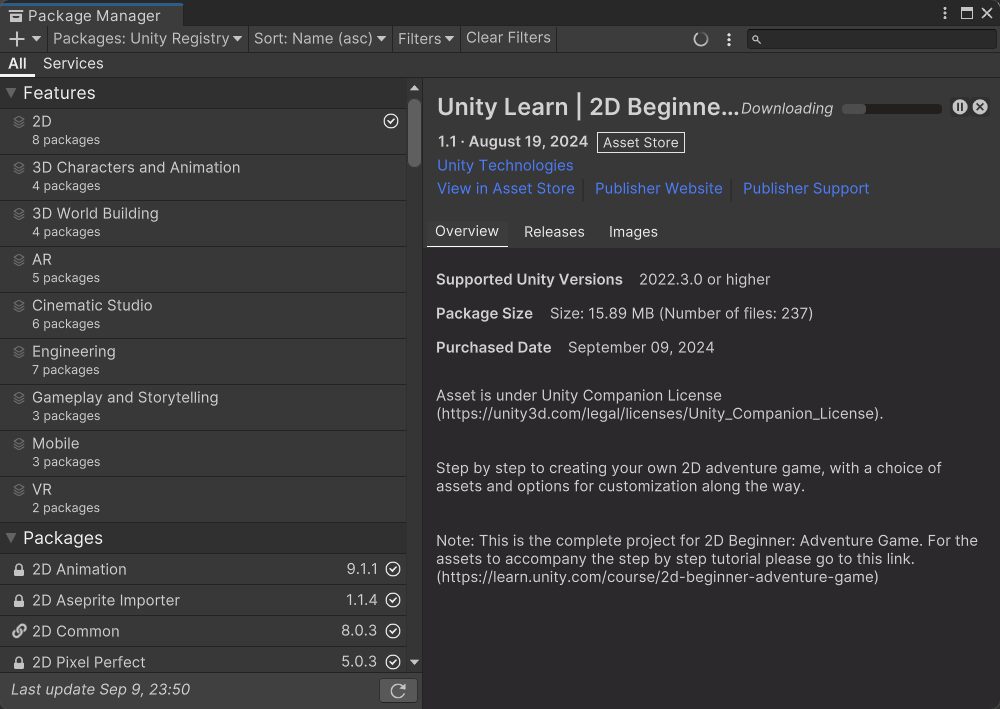 Package Manager
Packages: Unity Registry Sort: Name (asc) Filters Clear Filters
All Services
Features
2D
8 packages
3D Characters and Animation
4 packages
3D World Building
4 packages
AR
5 packages
Cinematic Studio
6 packages
Engineering
7 packages
Gameplay and Storytelling
3 packages
Mobile
3 packages
VR
2 packages
Packages
2D Animation 9.1.1
2D Aseprite Importer 1.1.4
2D Common 8.0.3
2D Pixel Perfect 5.0.3
Last update Sep 9, 23:50
Unity Learn | 2D Beginne... Downloading
1.1 · August 19, 2024 Asset Store
Unity Technologies
View in Asset Store Publisher Website Publisher Support
Overview Releases Images
Supported Unity Versions 2022.3.0 or higher
Package Size Size: 15.89 MB (Number of files: 237)
Purchased Date September 09, 2024
Asset is under Unity Companion License
(https://unity3d.com/legal/licenses/Unity_Companion_License).
Step by step to creating your own 2D adventure game, with a choice of
assets and options for customization along the way.
Note: This is the complete project for 2D Beginner: Adventure Game. For the
assets to accompany the step by step tutorial please go to this link.
(https://learn.unity.com/course/2d-beginner-adventure-game)